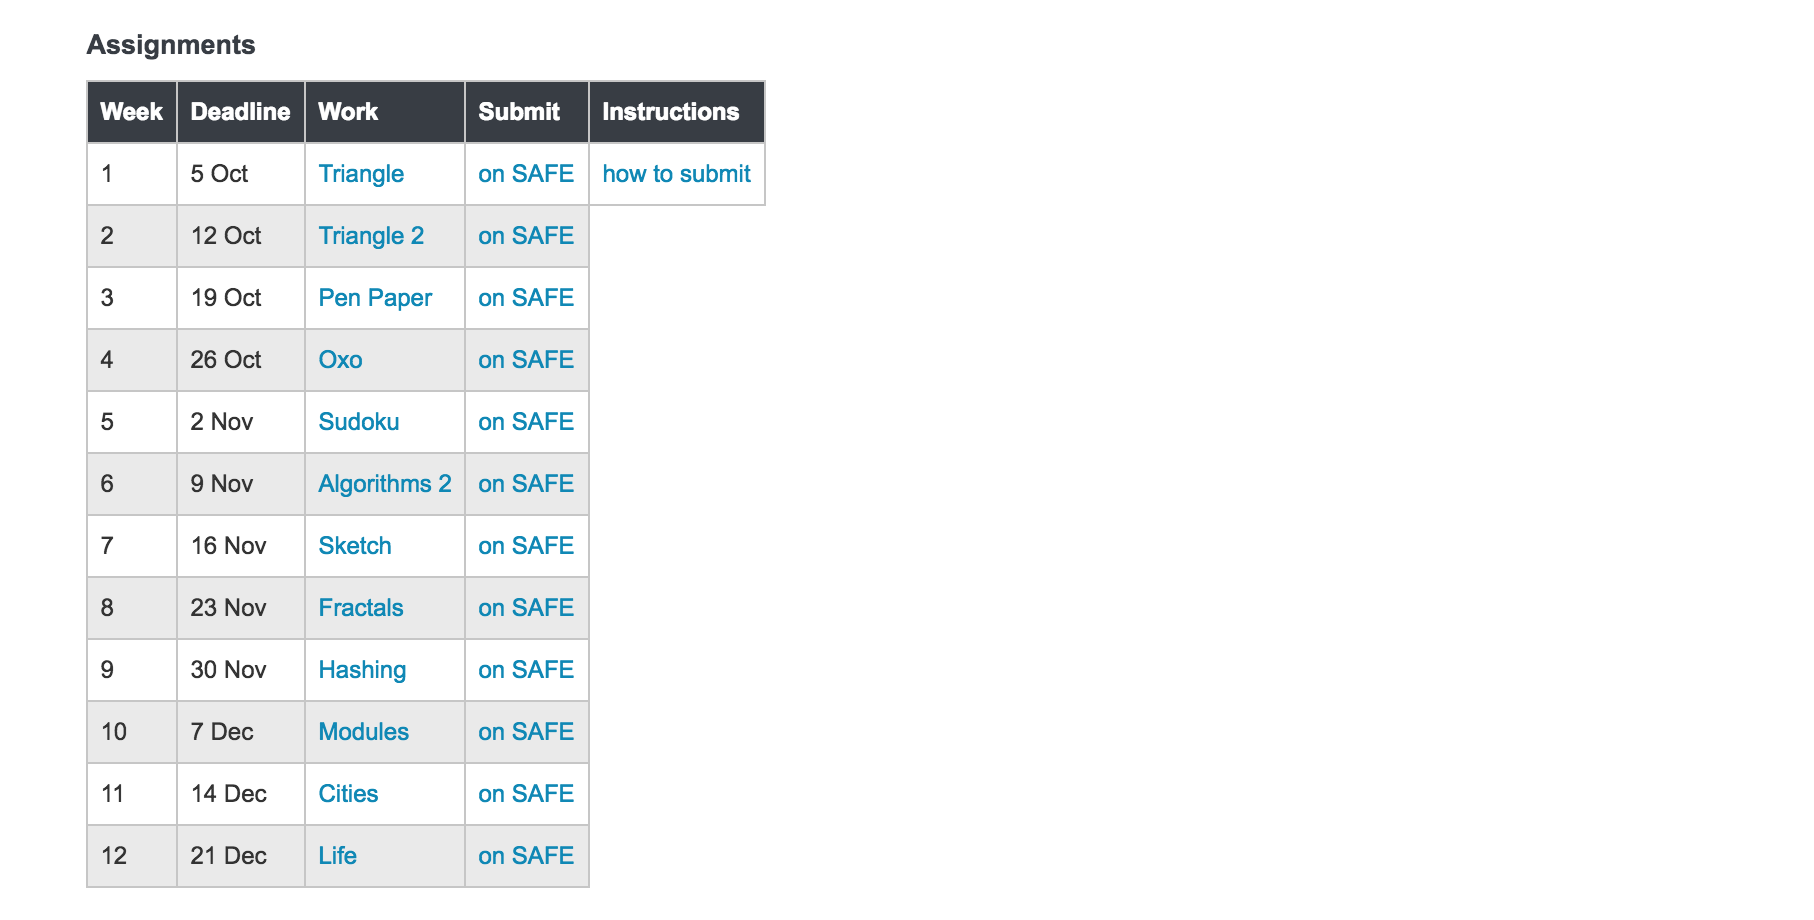 Assignments
Week Deadline Work Submit Instructions
1 5 Oct Triangle on SAFE how to submit
2 12 Oct Triangle 2 on SAFE
3 19 Oct Pen Paper on SAFE
4 26 Oct Oxo on SAFE
5 2 Nov Sudoku on SAFE
6 9 Nov Algorithms 2 on SAFE
7 16 Nov Sketch on SAFE
8 23 Nov Fractals on SAFE
9 30 Nov Hashing on SAFE
10 7 Dec Modules on SAFE
11 14 Dec Cities on SAFE
12 21 Dec Life on SAFE